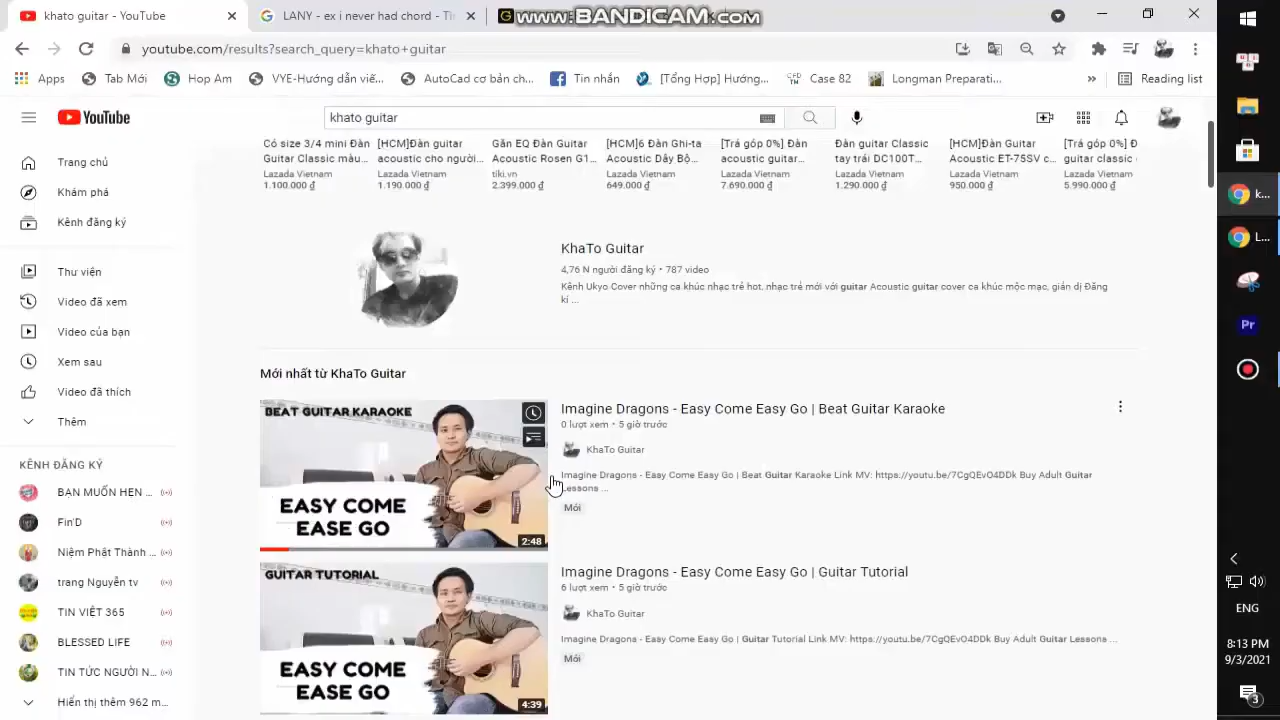 khato guitar - YouTube
LANY - ex i never had chord - Tì
www.BANDICAM.com
youtube.com/results?search_query=khato+guitar
Apps
Tab Mới
Hop Am
VYE-Hướng dẫn viế...
AutoCad cơ bản ch...
Tin nhắn
[Tổng Hợp] Hướng...
Case 82
Longman Preparati...
»
Reading list
YouTube
khato guitar
Có size 3/4 mini Đàn
Guitar Classic màu...
Lazada Vietnam
1.100.000 ₫
[HCM]Đàn guitar
acoustic cho người...
Lazada Vietnam
1.190.000 ₫
Gắn EQ Đàn Guitar
Acoustic Rosen G1...
tiki.vn
2.399.000 ₫
[HCM]6 Đàn Ghi-ta
Acoustic Dây Bộ...
Lazada Vietnam
649.000 ₫
[Trả góp 0%] Đàn
acoustic guitar...
Lazada Vietnam
7.690.000 ₫
Đàn guitar Classic
tay trái DC100T...
Lazada Vietnam
1.290.000 ₫
[HCM]Đàn Guitar
Acoustic ET-75SV c...
Lazada Vietnam
950.000 ₫
[Trả góp 0%] Đàn
guitar classic
Lazada Vietnam
5.990.000 ₫
Trang chủ
Khám phá
Kênh đăng ký
Thư viện
Video đã xem
Video của bạn
Xem sau
Video đã thích
Thêm
KÊNH ĐĂNG KÝ
BẠN MUỐN HẸN ...
Fin'D
Niệm Phật Thành ...
trang Nguyễn tv
TIN VIỆT 365
BLESSED LIFE
TIN TỨC NGƯỜI N...
Hiển thị thêm 962 m...
KhaTo Guitar
4,76 N người đăng ký • 787 video
Kênh Ukyo Cover những ca khúc nhạc trẻ hot, nhạc trẻ mới với guitar Acoustic guitar cover ca khúc mộc mạc, giản dị Đăng
kí ...
Mới nhất từ KhaTo Guitar
BEAT GUITAR KARAOKE
EASY COME
EASE GO
2:48
Imagine Dragons - Easy Come Easy Go | Beat Guitar Karaoke
0 lượt xem • 5 giờ trước
KhaTo Guitar
Imagine Dragons - Easy Come Easy Go | Beat Guitar Karaoke Link MV: https://youtu.be/7CgQEvO4DDk Buy Adult Guitar
Lessons ...
Mới
GUITAR TUTORIAL
EASY COME
EASE GO
4:39
Imagine Dragons - Easy Come Easy Go | Guitar Tutorial
6 lượt xem • 5 giờ trước
KhaTo Guitar
Imagine Dragons - Easy Come Easy Go | Guitar Tutorial Link MV: https://youtu.be/7CgQEvO4DDk Buy Adult Guitar Lessons ...
Mới
k...
L...
Pr
ENG
8:13 PM
9/3/2021
3